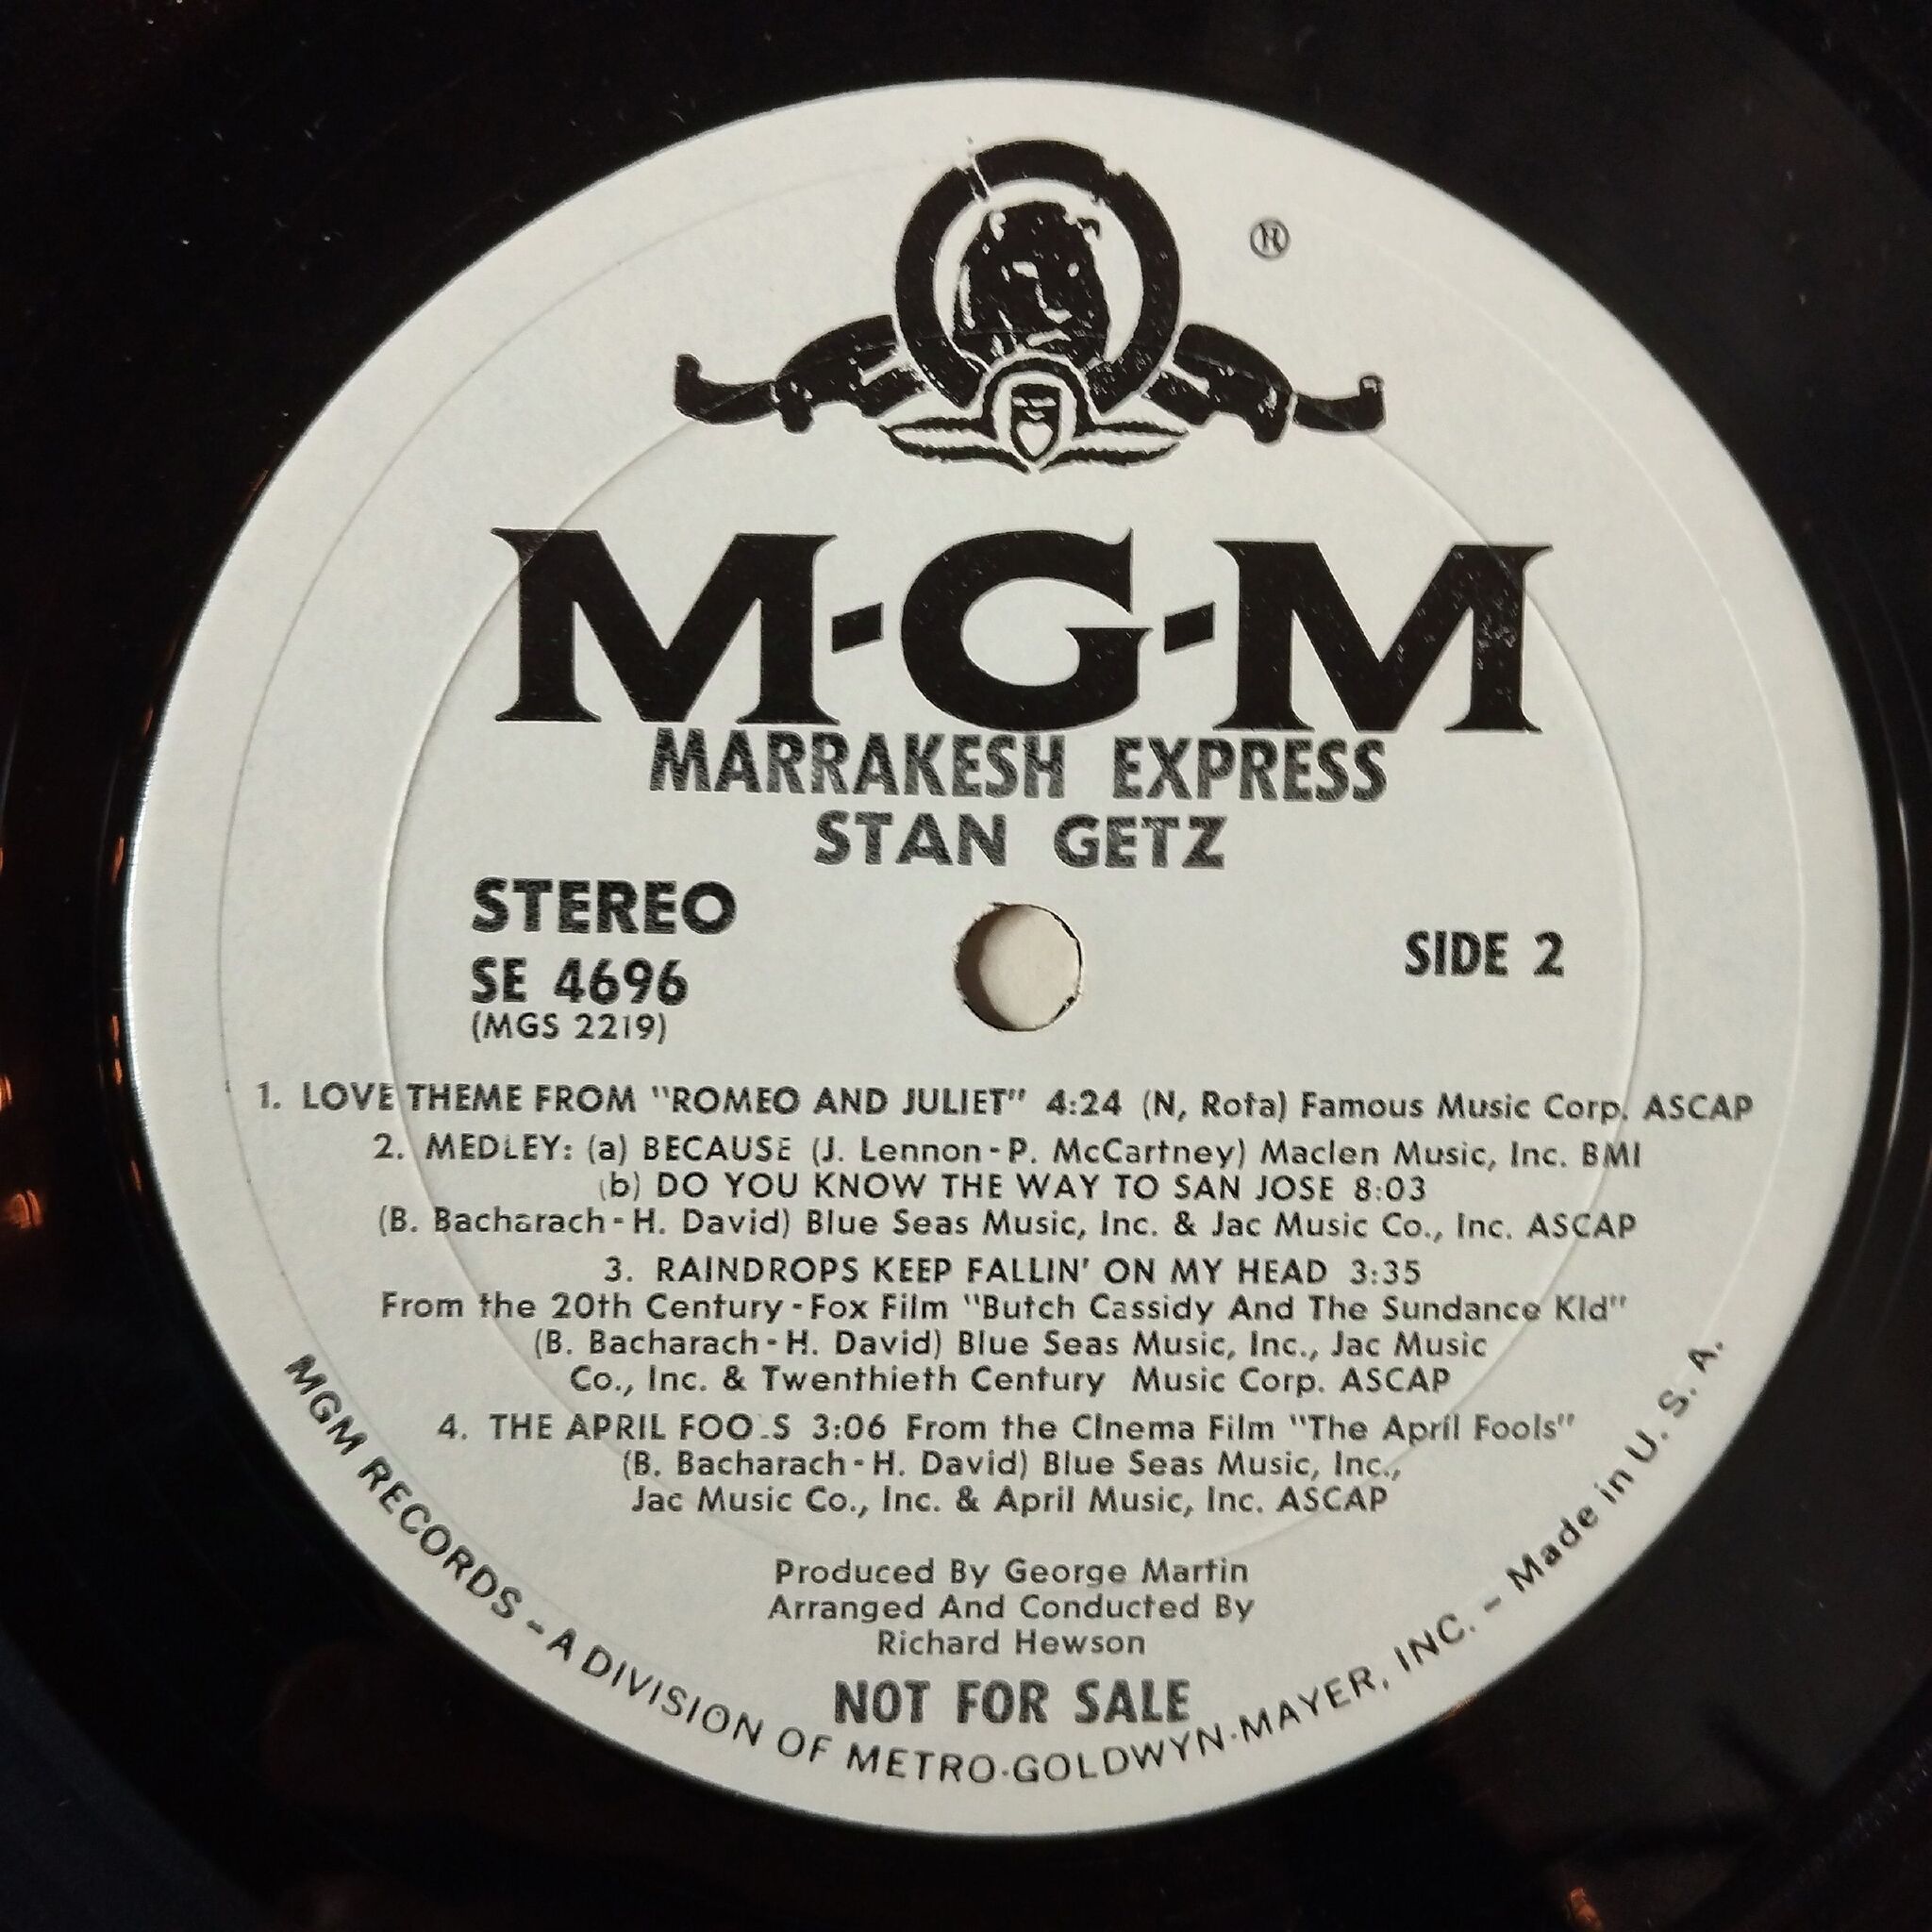 ®
M-G-M
MARRAKESH EXPRESS
STAN GETZ
STEREO
SE 4696
(MGS 2219)
SIDE 2
1. LOVE THEME FROM "ROMEO AND JULIET" 4:24 (N, Rota) Famous Music Corp. ASCAP
2. MEDLEY: (a) BECAUSE (J. Lennon-P. McCartney) Maclen Music, Inc. BMI
(b) DO YOU KNOW THE WAY TO SAN JOSE 8:03
(B. Bacharach-H. David) Blue Seas Music, Inc. & Jac Music Co., Inc. ASCAP
3. RAINDROPS KEEP FALLIN' ON MY HEAD 3:35
From the 20th Century-Fox Film "Butch Cassidy And The Sundance KId"
(B. Bacharach-H. David) Blue Seas Music, Inc., Jac Music
Co., Inc. & Twenthieth Century Music Corp. ASCAP
4. THE APRIL FOOLS 3:06 From the CInema Film "The April Fools"
(B. Bacharach-H. David) Blue Seas Music, Inc.,
Jac Music Co., Inc. & April Music, Inc. ASCAP
Produced By George Martin
Arranged And Conducted By
Richard Hewson
NOT FOR SALE
MGM RECORDS - A DIVISION OF METRO-GOLDWYN-MAYER, INC. - Made in U. S. A.